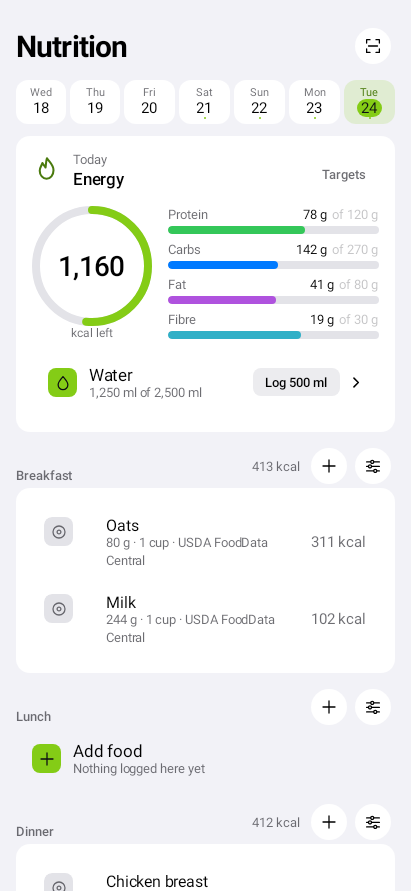 Nutrition
Wed Thu Fri Sat Sun Mon Tue
18 19 20 21 22 23 24
Today
Energy
Targets
1,160
kcal left
Protein 78 g of 120 g
Carbs 142 g of 270 g
Fat 41 g of 80 g
Fibre 19 g of 30 g
Water
1,250 ml of 2,500 ml
Log 500 ml
Breakfast 413 kcal
Oats
80 g · 1 cup · USDA FoodData
Central
311 kcal
Milk
244 g · 1 cup · USDA FoodData
Central
102 kcal
Lunch
Add food
Nothing logged here yet
Dinner 412 kcal
Chicken breast